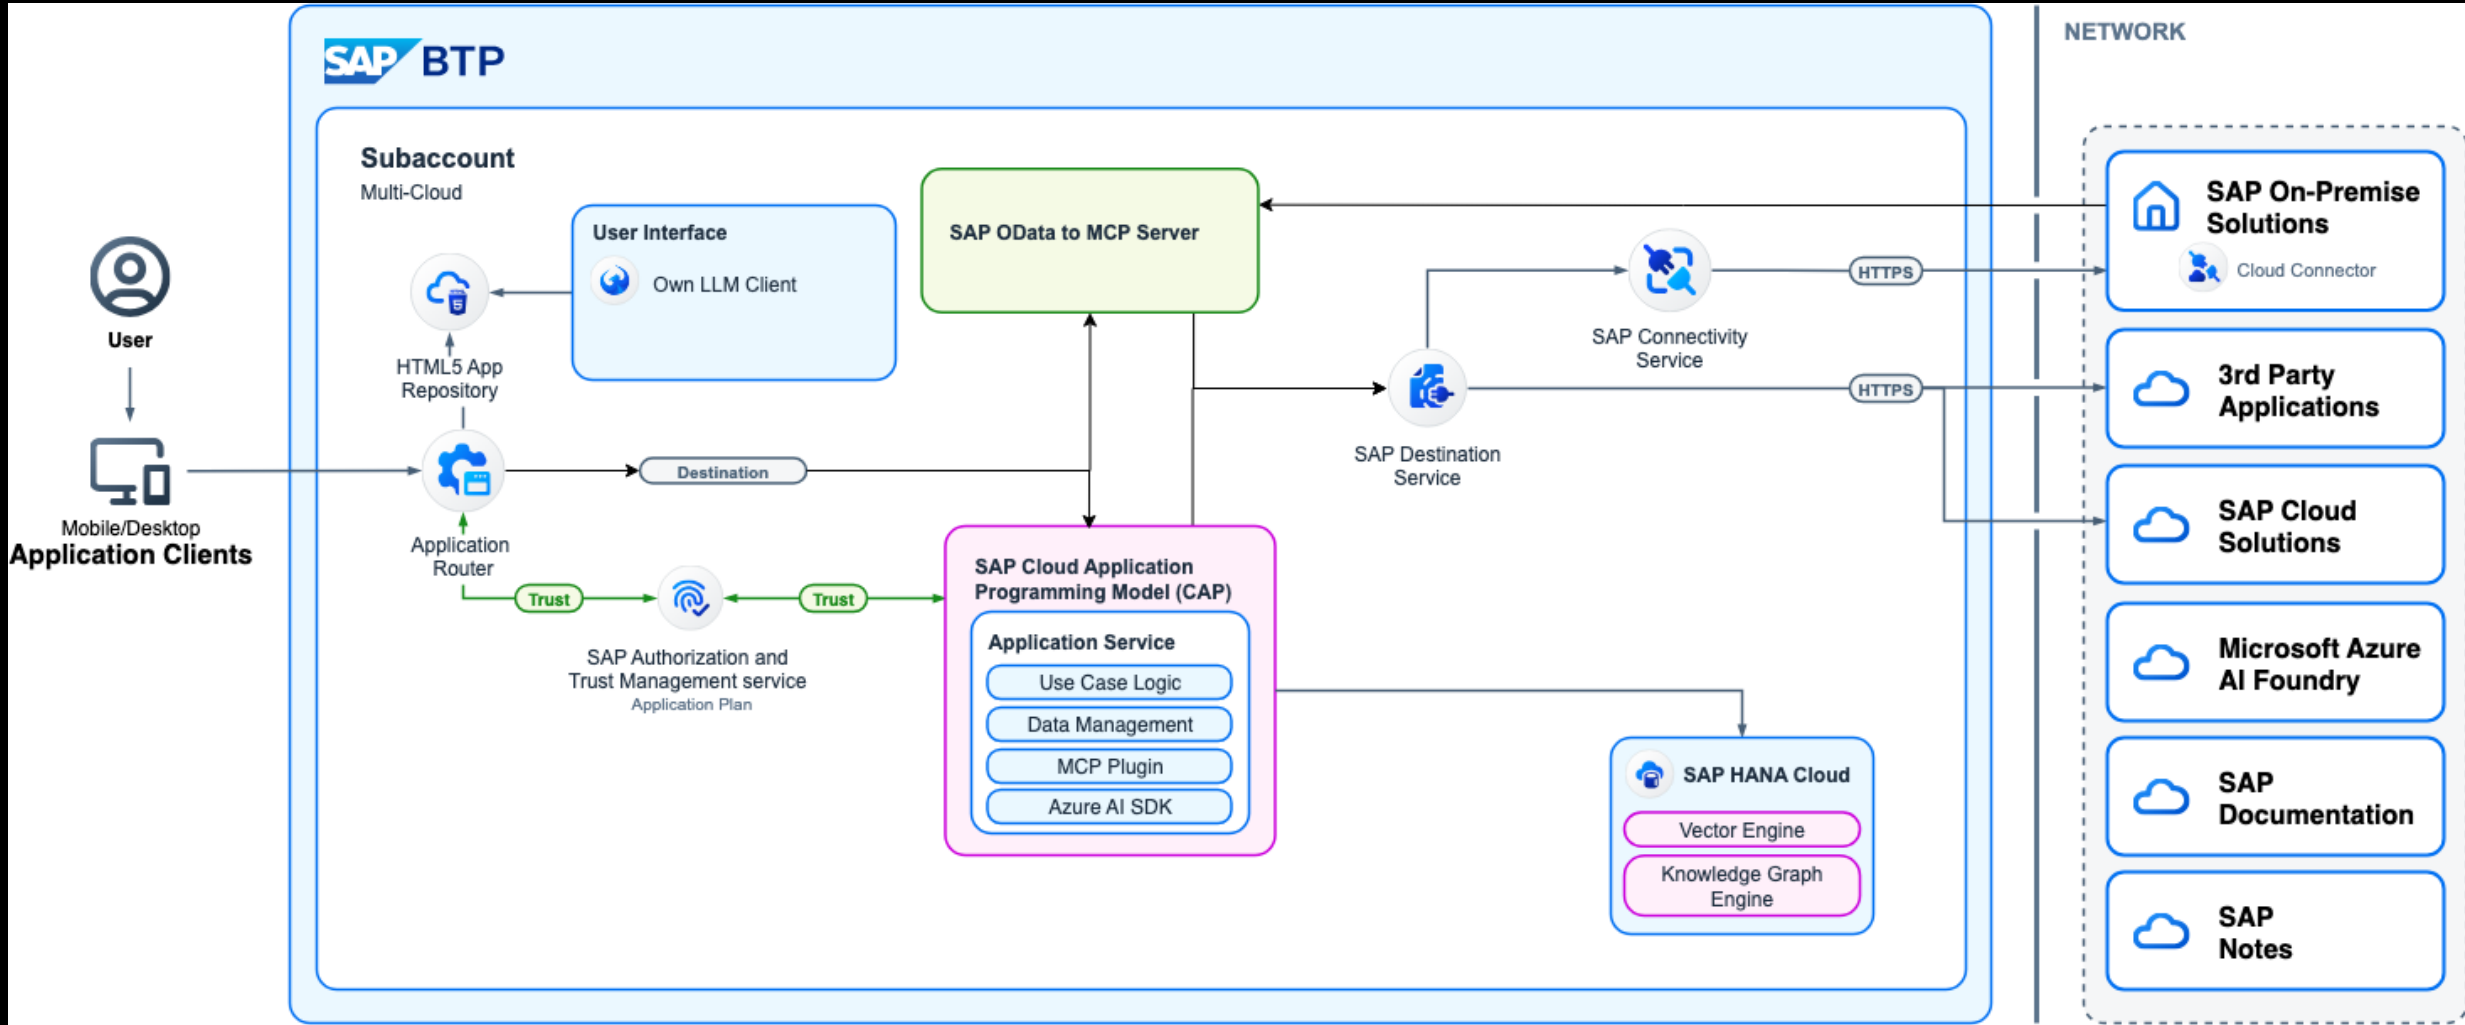 SAP BTP
NETWORK
Subaccount
Multi-Cloud
User
Mobile/Desktop
Application Clients
User Interface
Own LLM Client
HTML5 App
Repository
Application
Router
Destination
Trust
Trust
SAP Authorization and
Trust Management service
Application Plan
SAP OData to MCP Server
SAP Cloud Application
Programming Model (CAP)
Application Service
Use Case Logic
Data Management
MCP Plugin
Azure AI SDK
SAP Connectivity
Service
SAP Destination
Service
HTTPS
HTTPS
SAP HANA Cloud
Vector Engine
Knowledge Graph
Engine
SAP On-Premise
Solutions
Cloud Connector
3rd Party
Applications
SAP Cloud
Solutions
Microsoft Azure
AI Foundry
SAP
Documentation
SAP
Notes